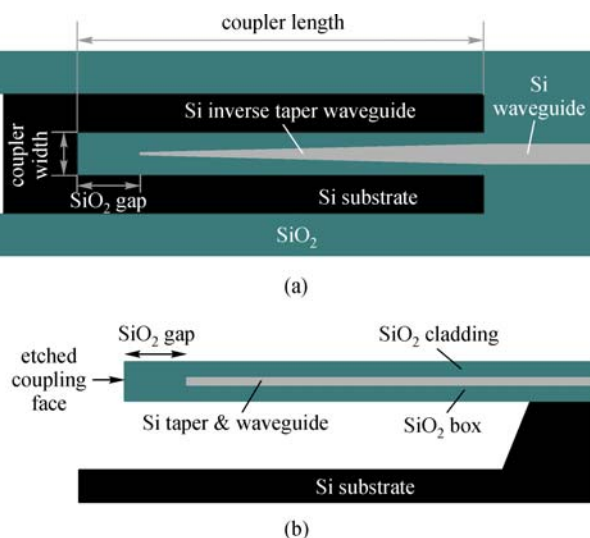 coupler length
Si inverse taper waveguide
Si
waveguide
coupler
width
SiO₂ gap
Si substrate
SiO₂
(a)
SiO₂ gap
SiO₂ cladding
etched
coupling
face
Si taper & waveguide
SiO₂ box
Si substrate
(b)